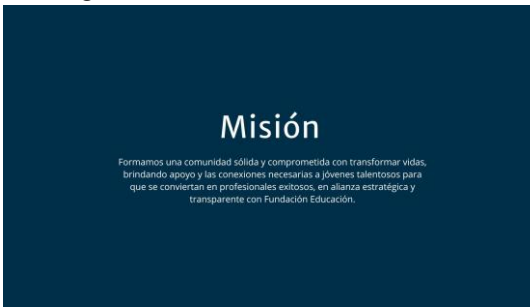 Misión
Formamos una comunidad sólida y comprometida con transformar vidas,
brindando apoyo y las conexiones necesarias a jóvenes talentosos para
que se conviertan en profesionales exitosos, en alianza estratégica y
transparente con Fundación Educación.